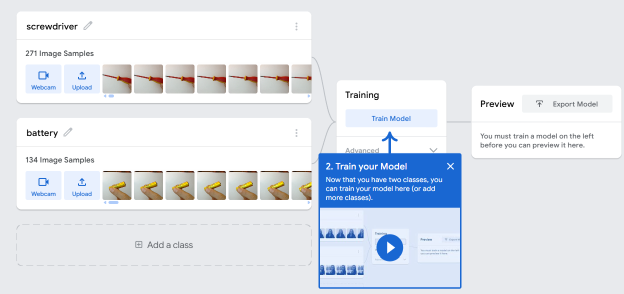 screwdriver
271 Image Samples
Webcam
Upload
battery
134 Image Samples
Webcam
Upload
Add a class
Training
Train Model
Advanced
2. Train your Model
Now that you have two classes, you
can train your model here (or add
more classes).
Training
Preview
Preview
Export Model
You must train a model on the left
before you can preview it here.